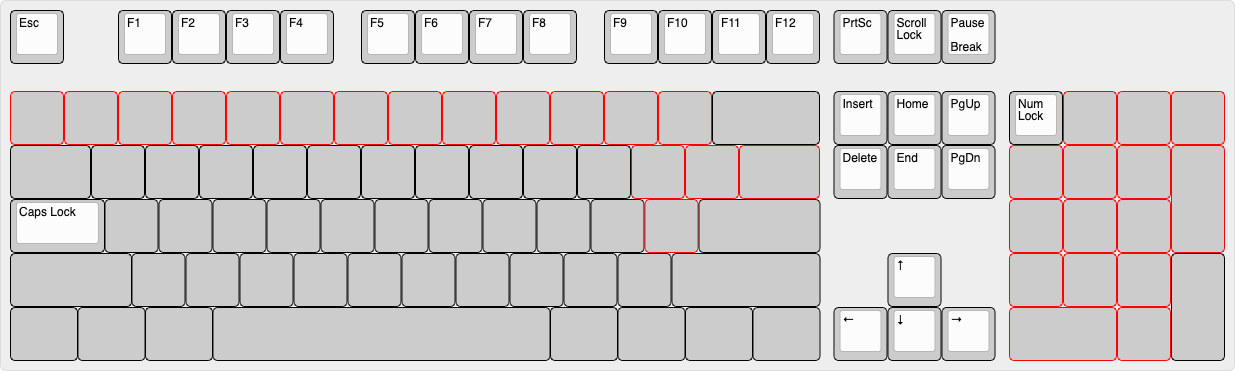 Esc F1 F2 F3 F4 F5 F6 F7 F8 F9 F10 F11 F12 PrtSc Scroll Pause
Lock
Break
Insert Home PgUp Num
Lock
Delete End PgDn
Caps Lock
↑
← ↓ →